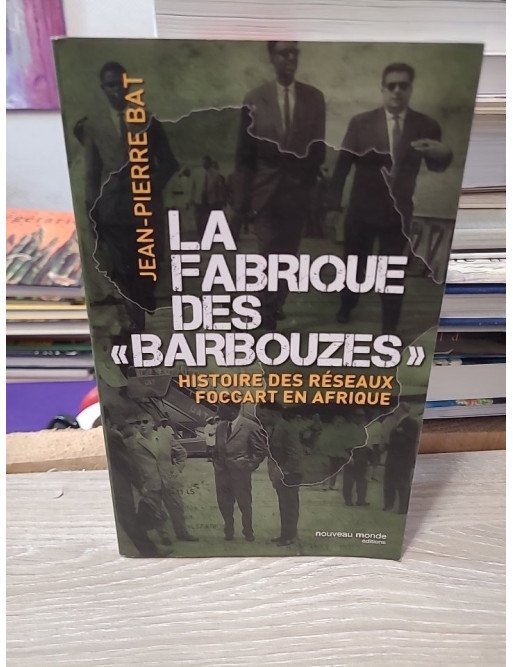 JEAN-PIERRE BAT
LA
FABRIQUE
DES
«BARBOUZES»
HISTOIRE DES RÉSEAUX
FOCCART EN AFRIQUE
nouveau monde
éditions